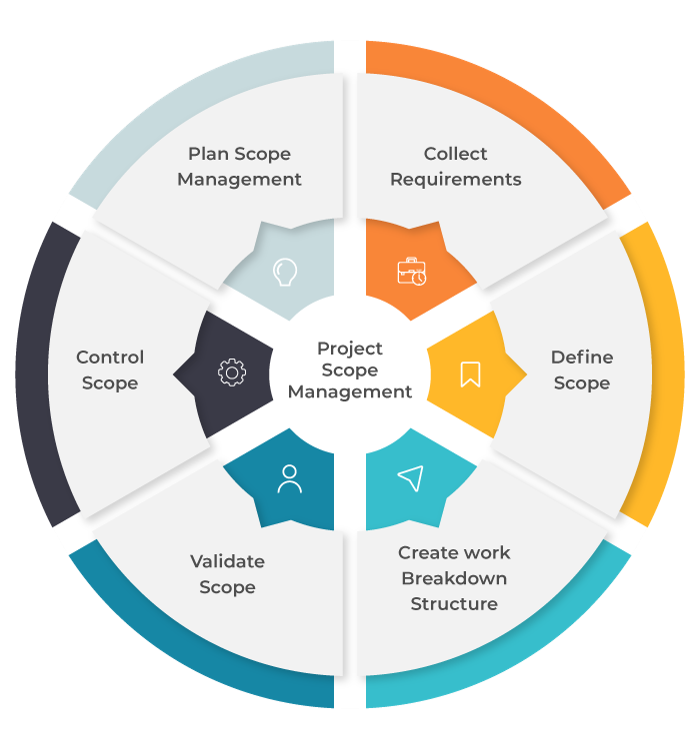 Plan Scope
Management
Collect
Requirements
Define
Scope
Create work
Breakdown
Structure
Validate
Scope
Control
Scope
Project
Scope
Management